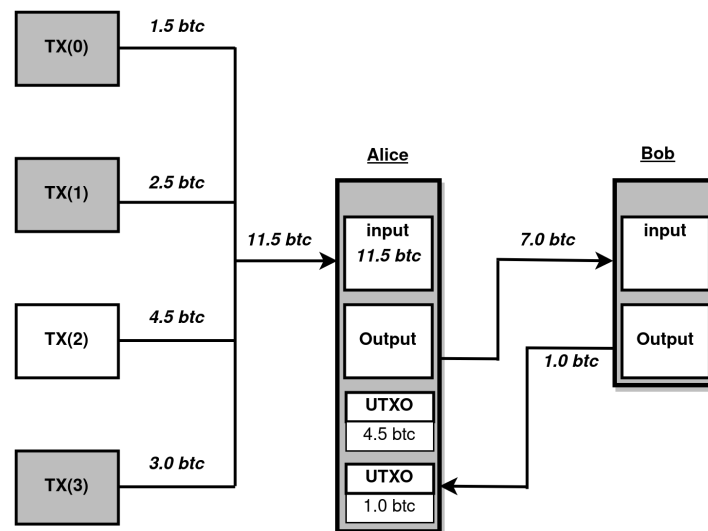 TX(0)
1.5 btc
TX(1)
2.5 btc
TX(2)
4.5 btc
TX(3)
3.0 btc
11.5 btc
Alice
input
11.5 btc
Output
UTXO
4.5 btc
UTXO
1.0 btc
7.0 btc
1.0 btc
Bob
input
Output